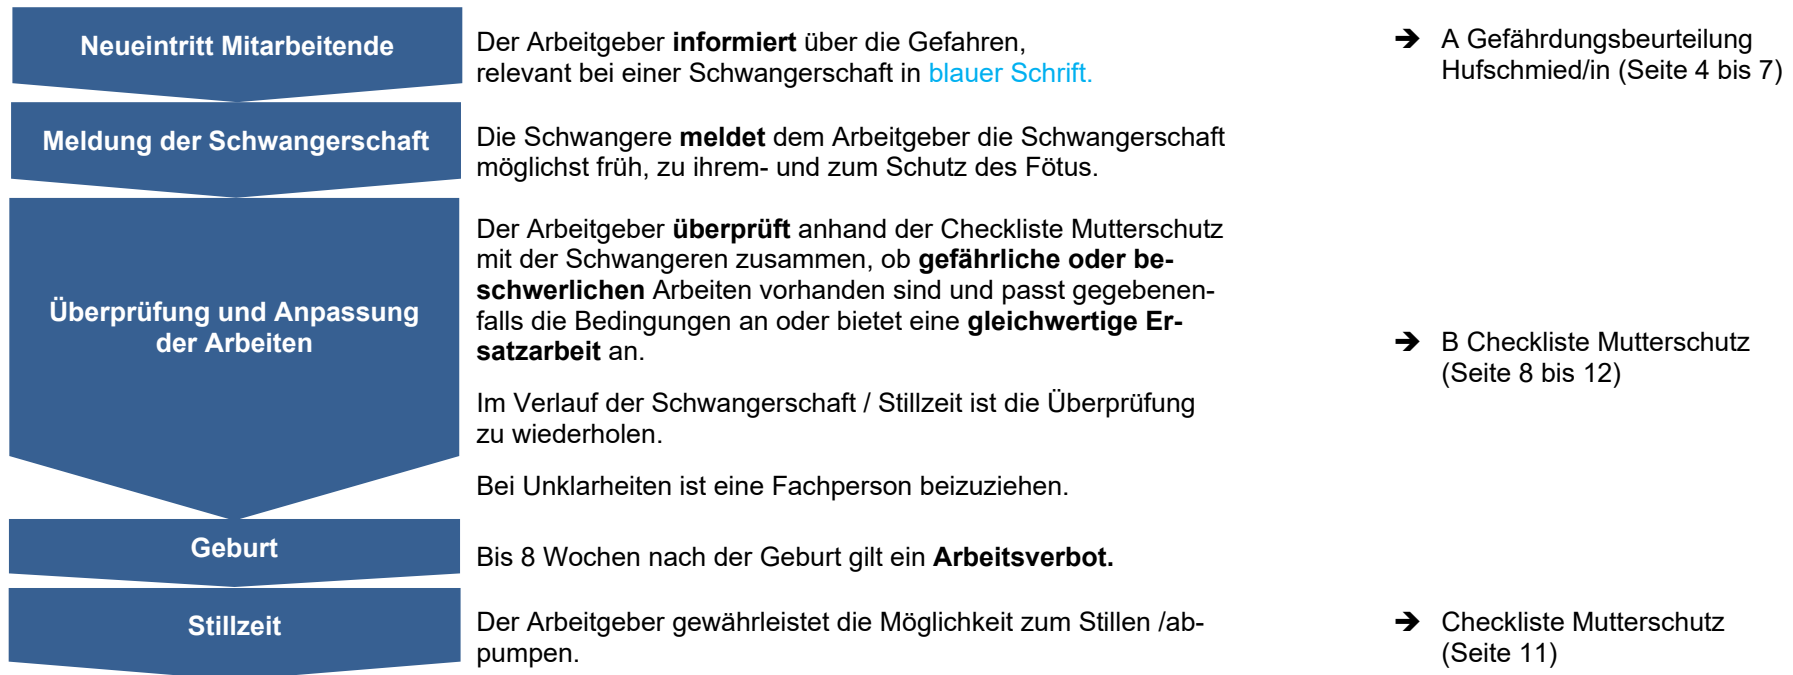 Neueintritt Mitarbeitende
Der Arbeitgeber informiert über die Gefahren,
relevant bei einer Schwangerschaft in blauer Schrift.
➔ A Gefährdungsbeurteilung
Hufschmied/in (Seite 4 bis 7)
Meldung der Schwangerschaft
Die Schwangere meldet dem Arbeitgeber die Schwangerschaft
möglichst früh, zu ihrem- und zum Schutz des Fötus.
Überprüfung und Anpassung
der Arbeiten
Der Arbeitgeber überprüft anhand der Checkliste Mutterschutz
mit der Schwangeren zusammen, ob gefährliche oder be-
schwerlichen Arbeiten vorhanden sind und passt gegebenen-
falls die Bedingungen an oder bietet eine gleichwertige Er-
satzarbeit an.
Im Verlauf der Schwangerschaft / Stillzeit ist die Überprüfung
zu wiederholen.
Bei Unklarheiten ist eine Fachperson beizuziehen.
➔ B Checkliste Mutterschutz
(Seite 8 bis 12)
Geburt
Bis 8 Wochen nach der Geburt gilt ein Arbeitsverbot.
Stillzeit
Der Arbeitgeber gewährleistet die Möglichkeit zum Stillen /ab-
pumpen.
➔ Checkliste Mutterschutz
(Seite 11)